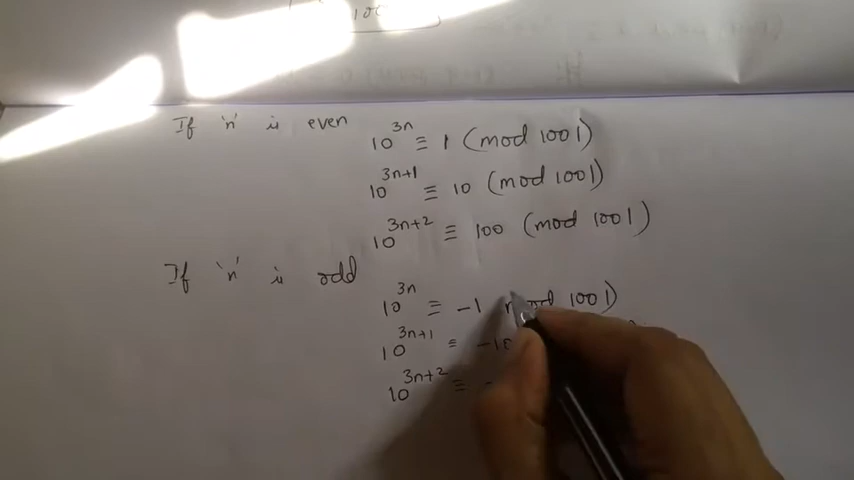 100
If 'n' is even
10^3n ≡ 1 (mod 1001)
10^3n+1 ≡ 10 (mod 1001)
10^3n+2 ≡ 100 (mod 1001)
If 'n' is odd
10^3n ≡ -1 mod 1001)
10^3n+1 ≡ -10
10^3n+2 ≡ -